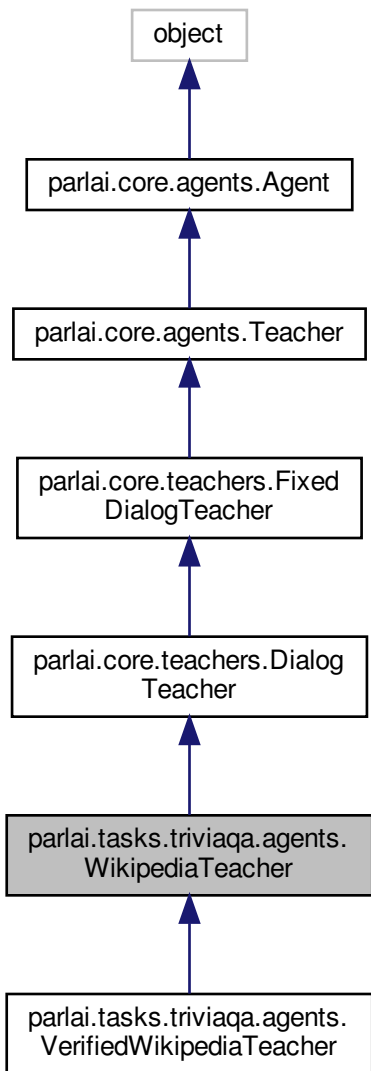 object
parlai.core.agents.Agent
parlai.core.agents.Teacher
parlai.core.teachers.Fixed
DialogTeacher
parlai.core.teachers.Dialog
Teacher
parlai.tasks.triviaqa.agents.
WikipediaTeacher
parlai.tasks.triviaqa.agents.
VerifiedWikipediaTeacher